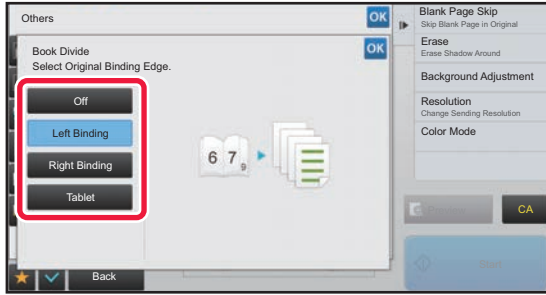 Others
OK
Book Divide
OK
Select Original Binding Edge.
Off
Left Binding
Right Binding
Tablet
6 7 9
Back
Blank Page Skip
Skip Blank Page in Original
Erase
Erase Shadow Around
Background Adjustment
Resolution
Change Sending Resolution
Color Mode
CA
Start